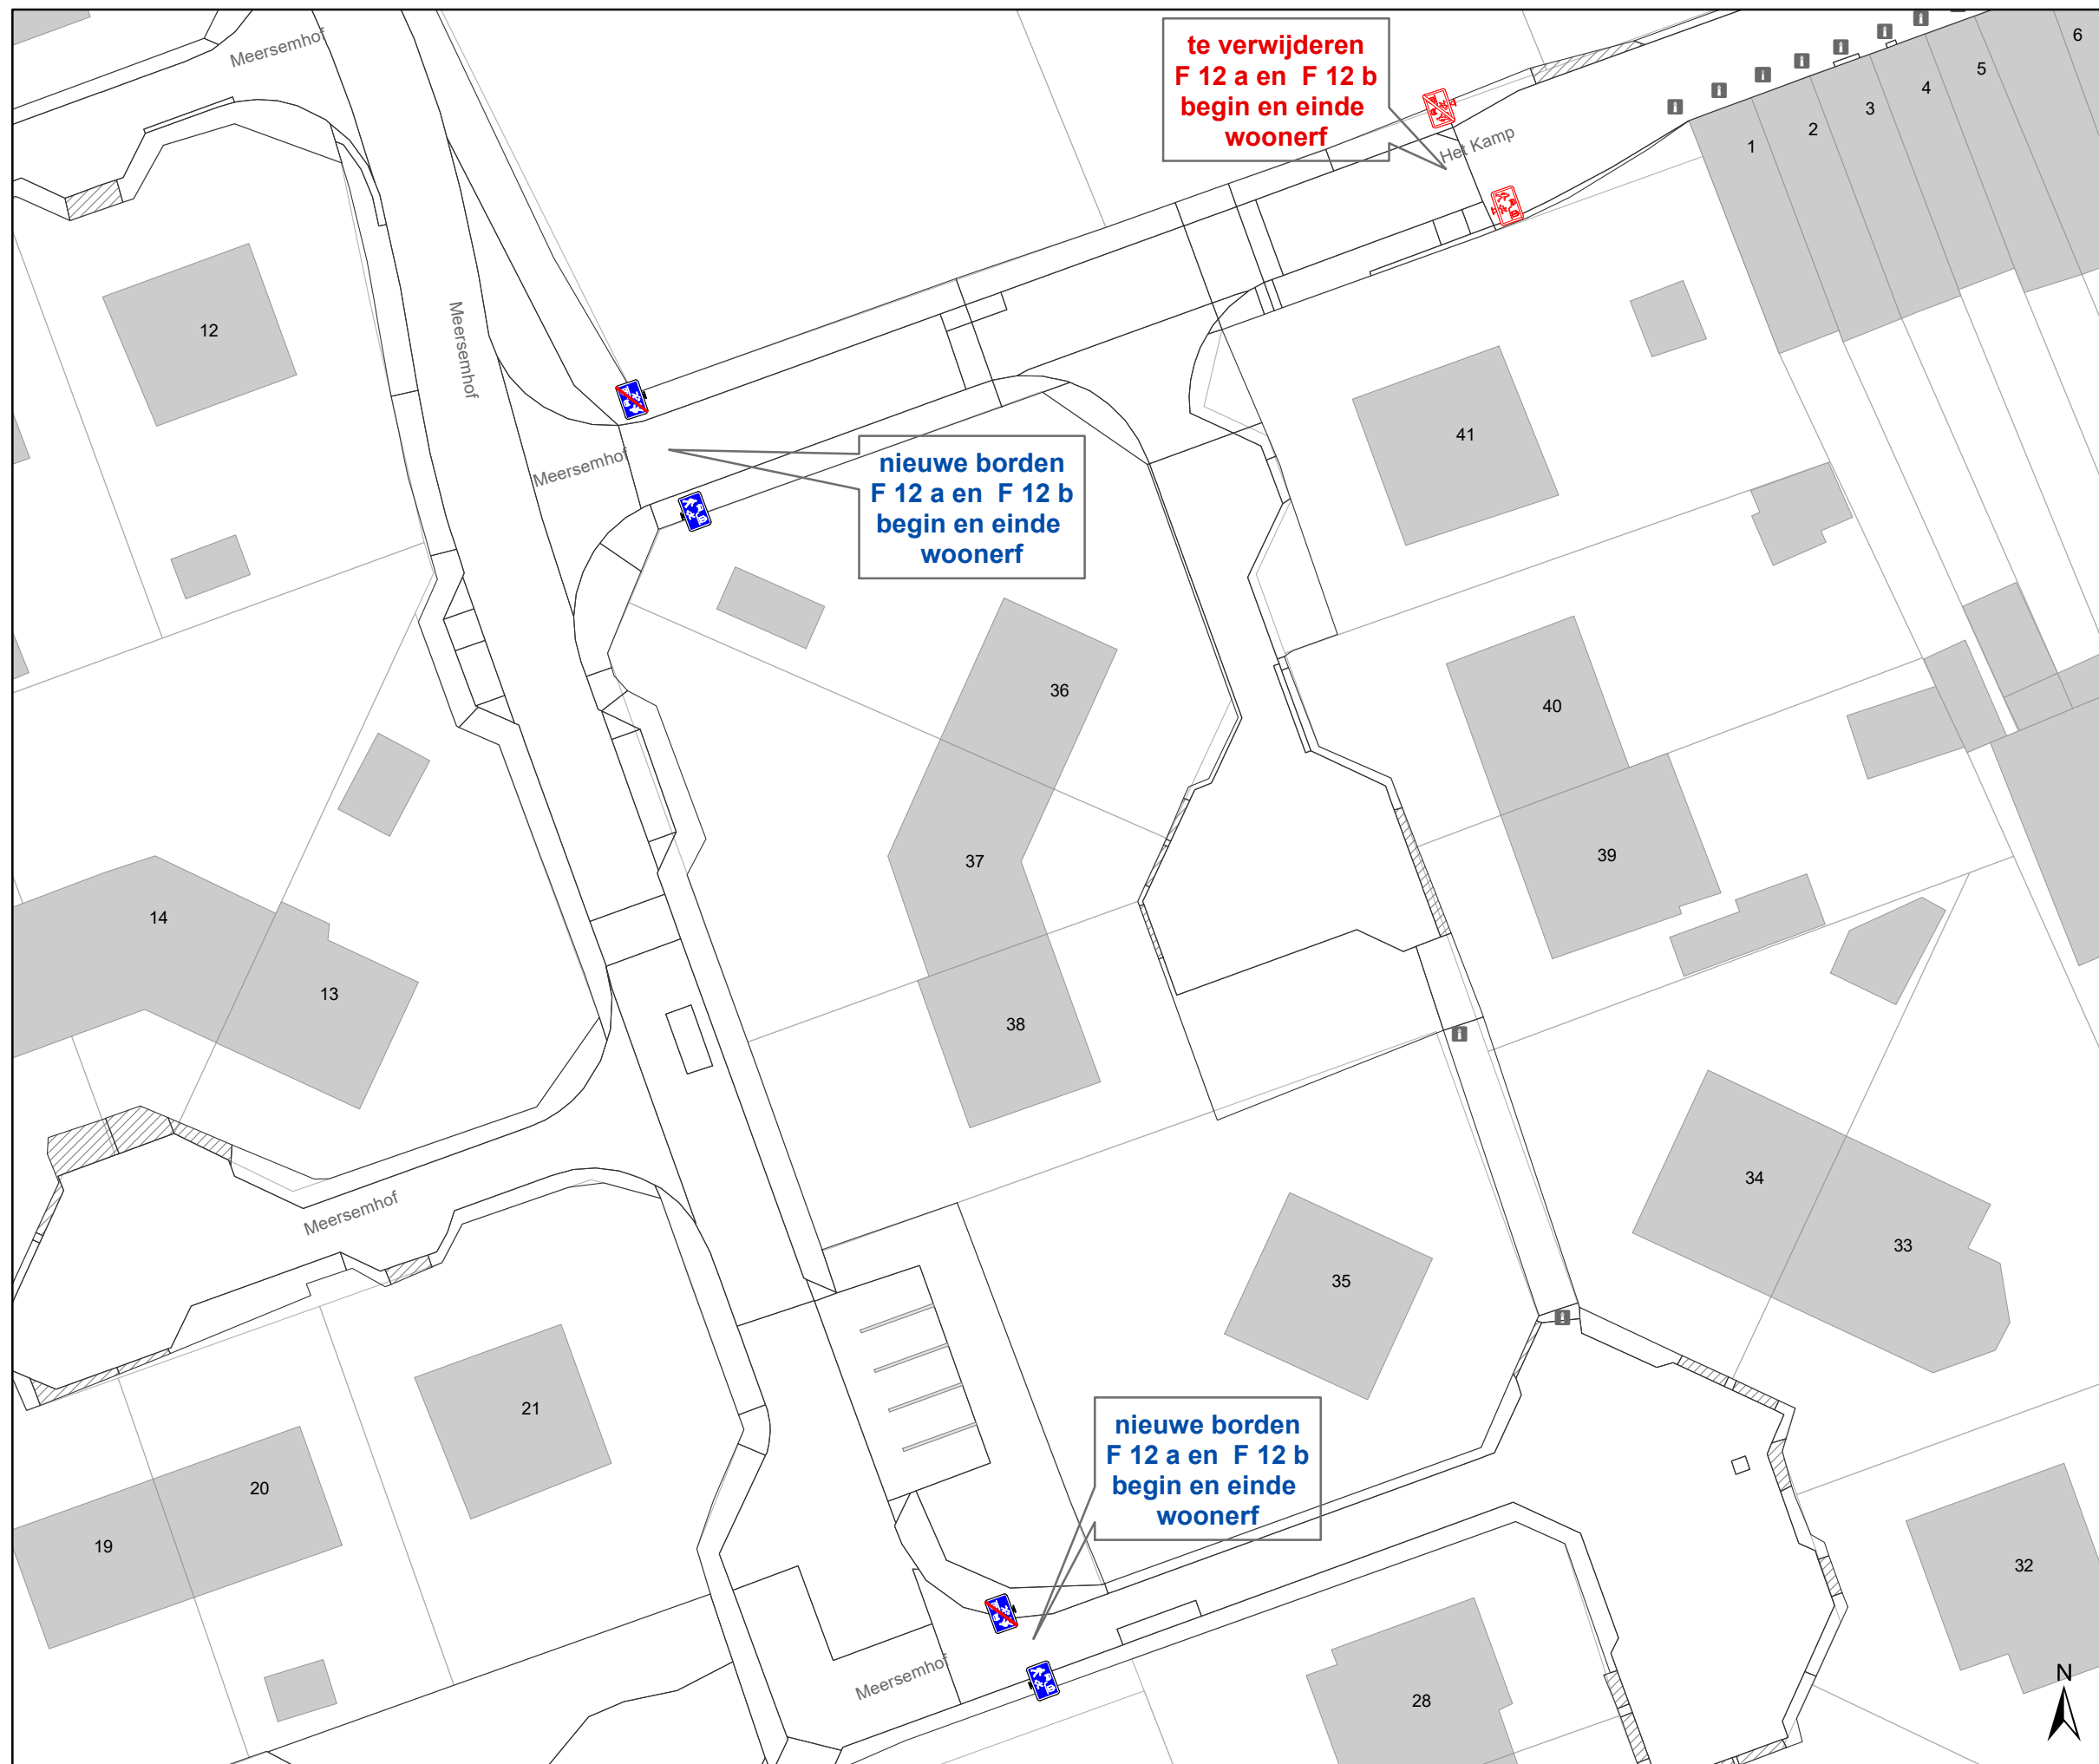 Meersemhof
te verwijderen
F 12 a en F 12 b
begin en einde
woonerf
Het Kamp
1
2
3
4
5
6
12
Meersemhof
41
Meersemhof
nieuwe borden
F 12 a en F 12 b
begin en einde
woonerf
36
40
37
39
14
13
38
34
Meersemhof
33
35
21
nieuwe borden
F 12 a en F 12 b
begin en einde
woonerf
20
19
32
Meersemhof
28
N